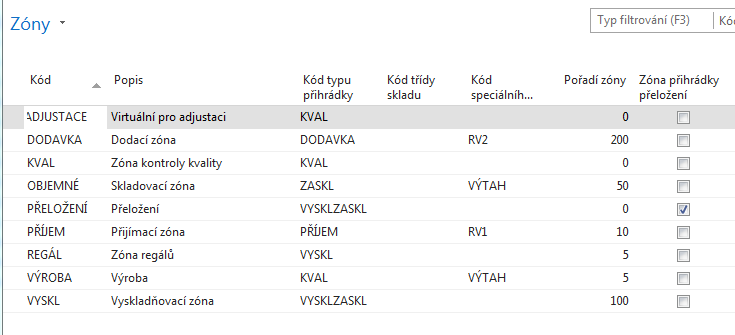 Zóny
Typ filtrování (F3) Kó
Kód Popis Kód typu přihrádky Kód třídy skladu Kód speciálníh... Pořadí zóny Zóna přihrádky přeložení
ADJUSTACE Virtuální pro adjustaci KVAL 0
DODAVKA Dodací zóna DODAVKA RV2 200
KVAL Zóna kontroly kvality KVAL 0
OBJEMNÉ Skladovací zóna ZASKL VÝTAH 50
PŘELOŽENÍ Přeložení VYSKLZASKL 0
PŘÍJEM Přijímací zóna PŘÍJEM RV1 10
REGÁL Zóna regálů VYSKL 5
VÝROBA Výroba KVAL VÝTAH 5
VYSKL Vyskladňovací zóna VYSKLZASKL 100